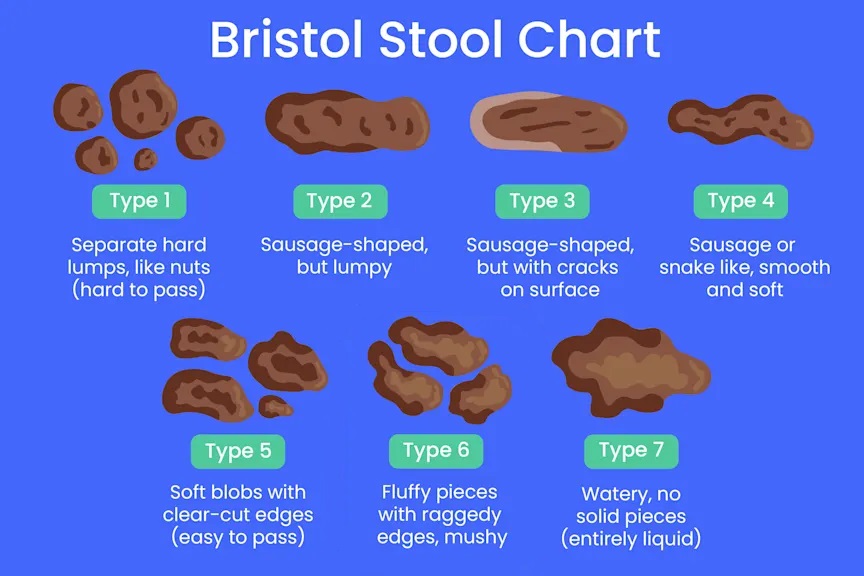 Bristol Stool Chart
Type 1
Separate hard
lumps, like nuts
(hard to pass)
Type 2
Sausage-shaped,
but lumpy
Type 3
Sausage-shaped,
but with cracks
on surface
Type 4
Sausage or
snake like, smooth
and soft
Type 5
Soft blobs with
clear-cut edges
(easy to pass)
Type 6
Fluffy pieces
with raggedy
edges, mushy
Type 7
Watery, no
solid pieces
(entirely liquid)